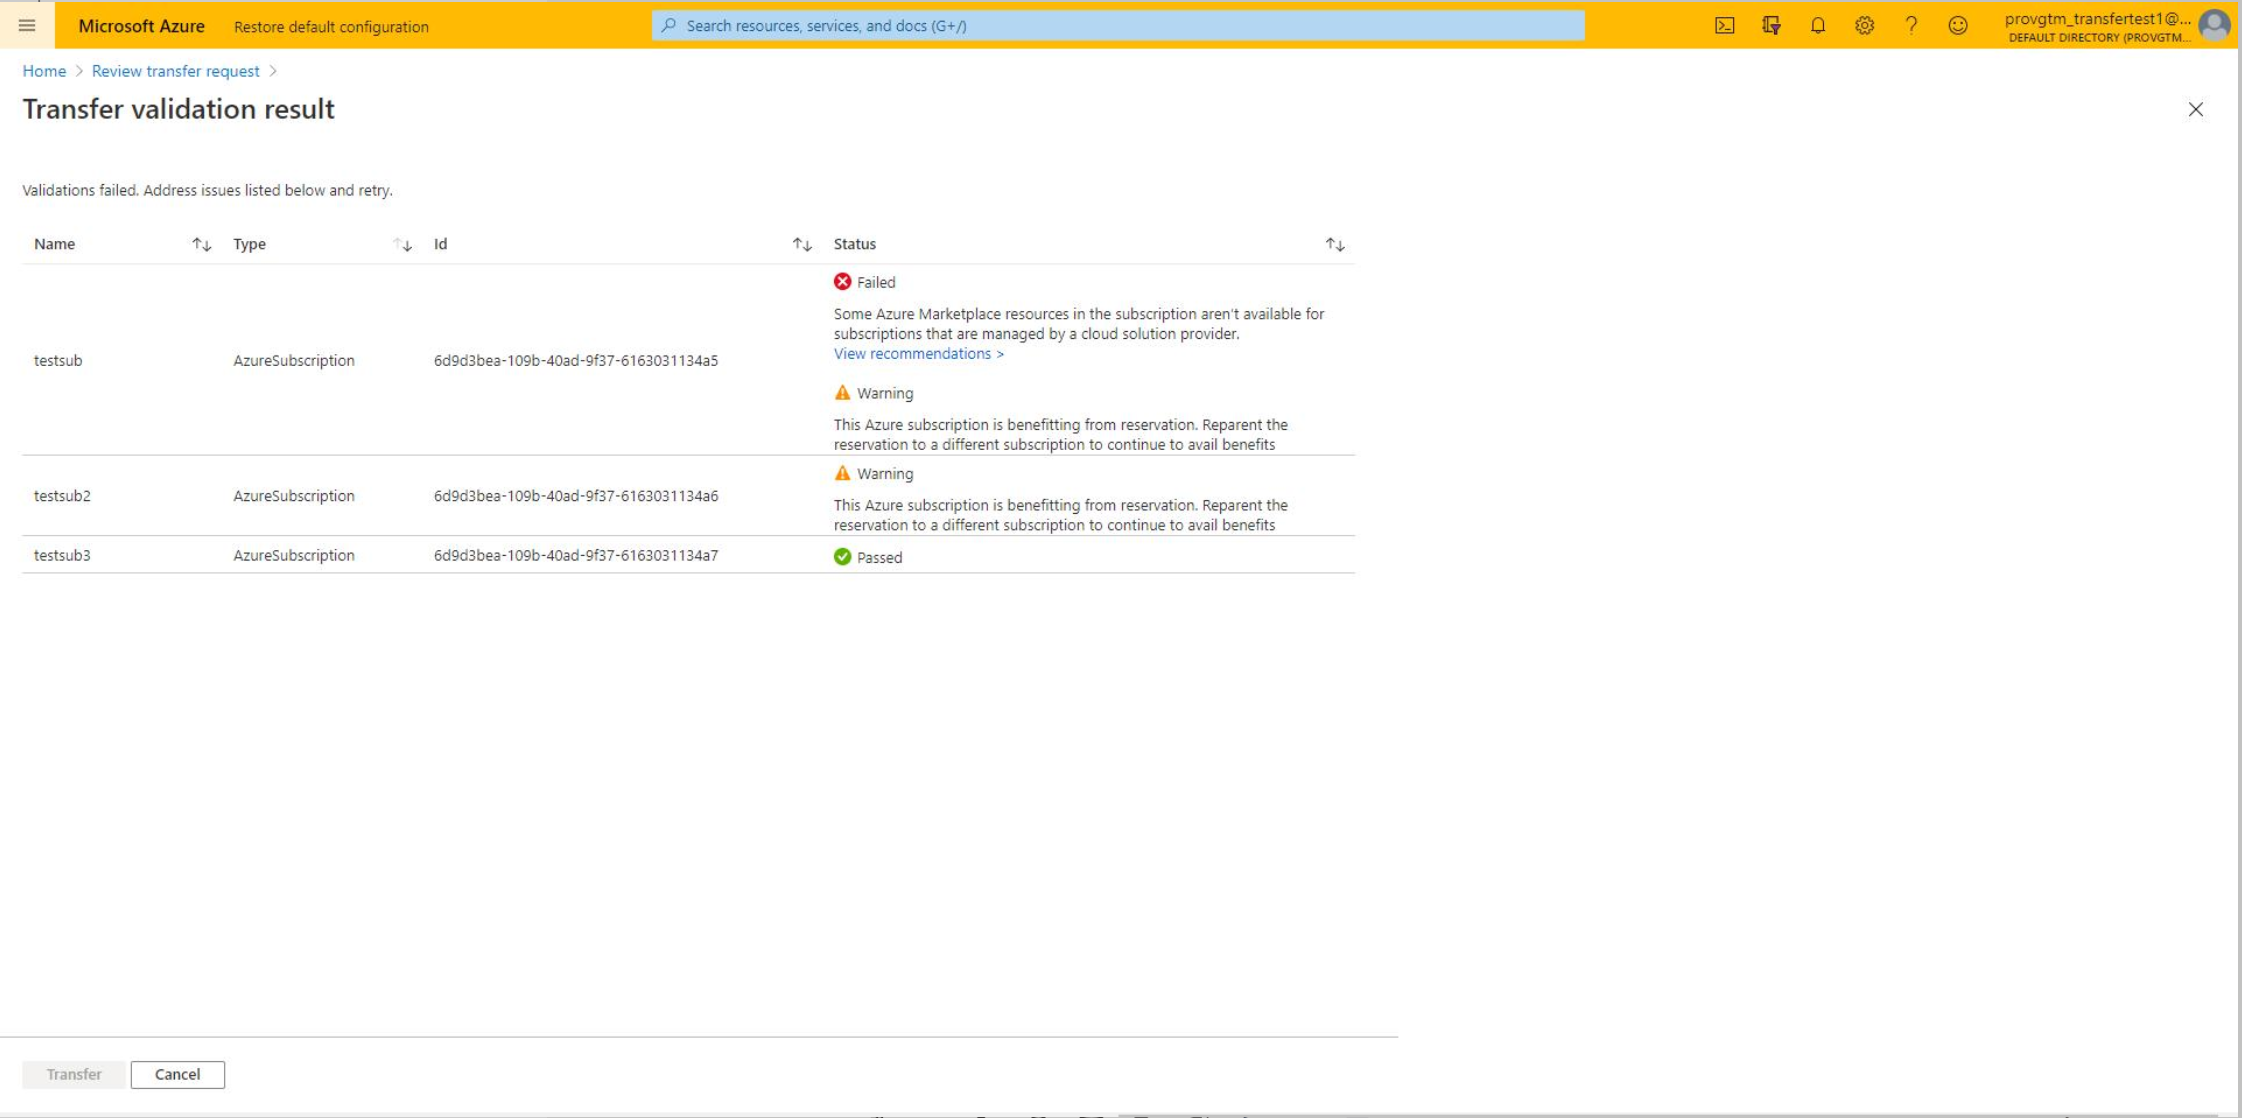 Microsoft Azure
Restore default configuration
Search resources, services, and docs (G+/)
provgtm_transfertest1@...
DEFAULT DIRECTORY (PROVGTM...
Home > Review transfer request >
Transfer validation result
Validations failed. Address issues listed below and retry.
Name Type Id Status
Failed
Some Azure Marketplace resources in the subscription aren't available for
subscriptions that are managed by a cloud solution provider.
testsub AzureSubscription 6d9d3bea-109b-40ad-9f37-6163031134a5
View recommendations >
Warning
This Azure subscription is benefitting from reservation. Reparent the
reservation to a different subscription to continue to avail benefits
Warning
testsub2 AzureSubscription 6d9d3bea-109b-40ad-9f37-6163031134a6
This Azure subscription is benefitting from reservation. Reparent the
reservation to a different subscription to continue to avail benefits
testsub3 AzureSubscription 6d9d3bea-109b-40ad-9f37-6163031134a7 Passed
Transfer Cancel